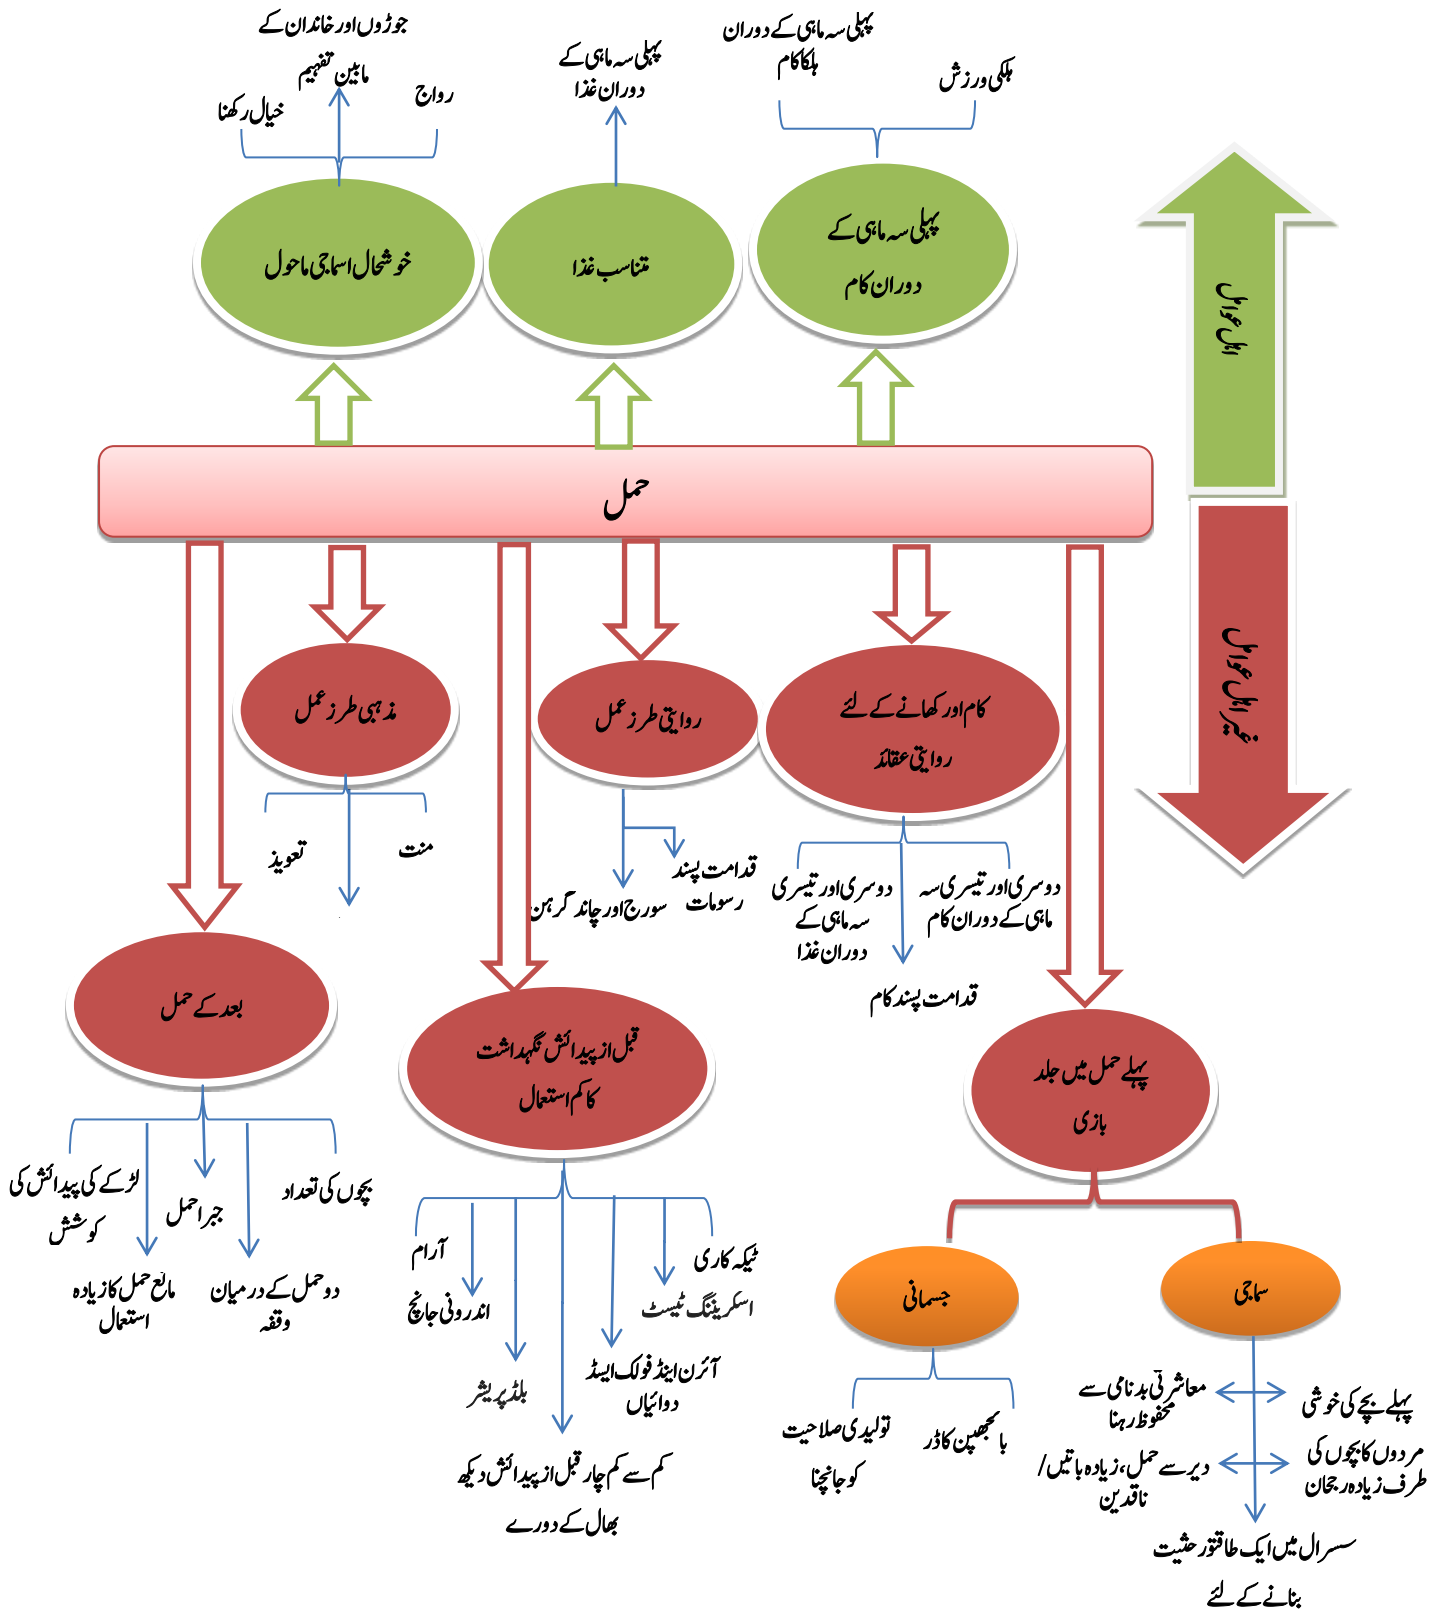 جوڑوں اور خاندان کے
مابین تفہیم
رواج
خیال رکھنا
پہلی سہ ماہی کے
دوران غذا
پہلی سہ ماہی کے دوران
ہلکا کام
ہلکی ورزش
خوشحال اسماجی ماحول
متناسب غذا
پہلی سہ ماہی کے
دوران کام
اہل عوامل
حمل
غیر اہل عوامل
مذہبی طرز عمل
روایتی طرز عمل
کام اور کھانے کے لئے
روایتی عقائد
منت
تعویذ
قدامت پسند
رسومات
سورج اور چاند گرہن
دوسری اور تیسری سہ
ماہی کے دوران کام
دوسری اور تیسری
سہ ماہی کے
دوران غذا
قدامت پسند کام
بعد کے حمل
قبل از پیدائش نگہداشت
کا کم استعمال
پہلے حمل میں جلد
بازی
بچوں کی تعداد
لڑکے کی پیدائش کی
کوشش
جبرا حمل
دو حمل کے درمیان
وقفہ
مانع حمل کا زیادہ
استعمال
ٹیکہ کاری
آرام
اسکریننگ ٹیسٹ
اندرونی جانچ
آئرن اینڈ فولک ایسڈ
دوائیاں
بلڈ پریشر
کم سے کم چار قبل از پیدائش دیکھ
بھال کے دورے
سماجی
جسمانی
بانجھپن کا ڈر
تولیدی صلاحیت
کو جانچنا
پہلے بچے کی خوشی
معاشرتی بدنامی سے
محفوظ رہنا
مردوں کا بچوں کی
طرف زیادہ رجحان
دیر سے حمل، زیادہ باتیں/
ناقدین
سسرال میں ایک طاقتور حثیت
بنانے کے لئے